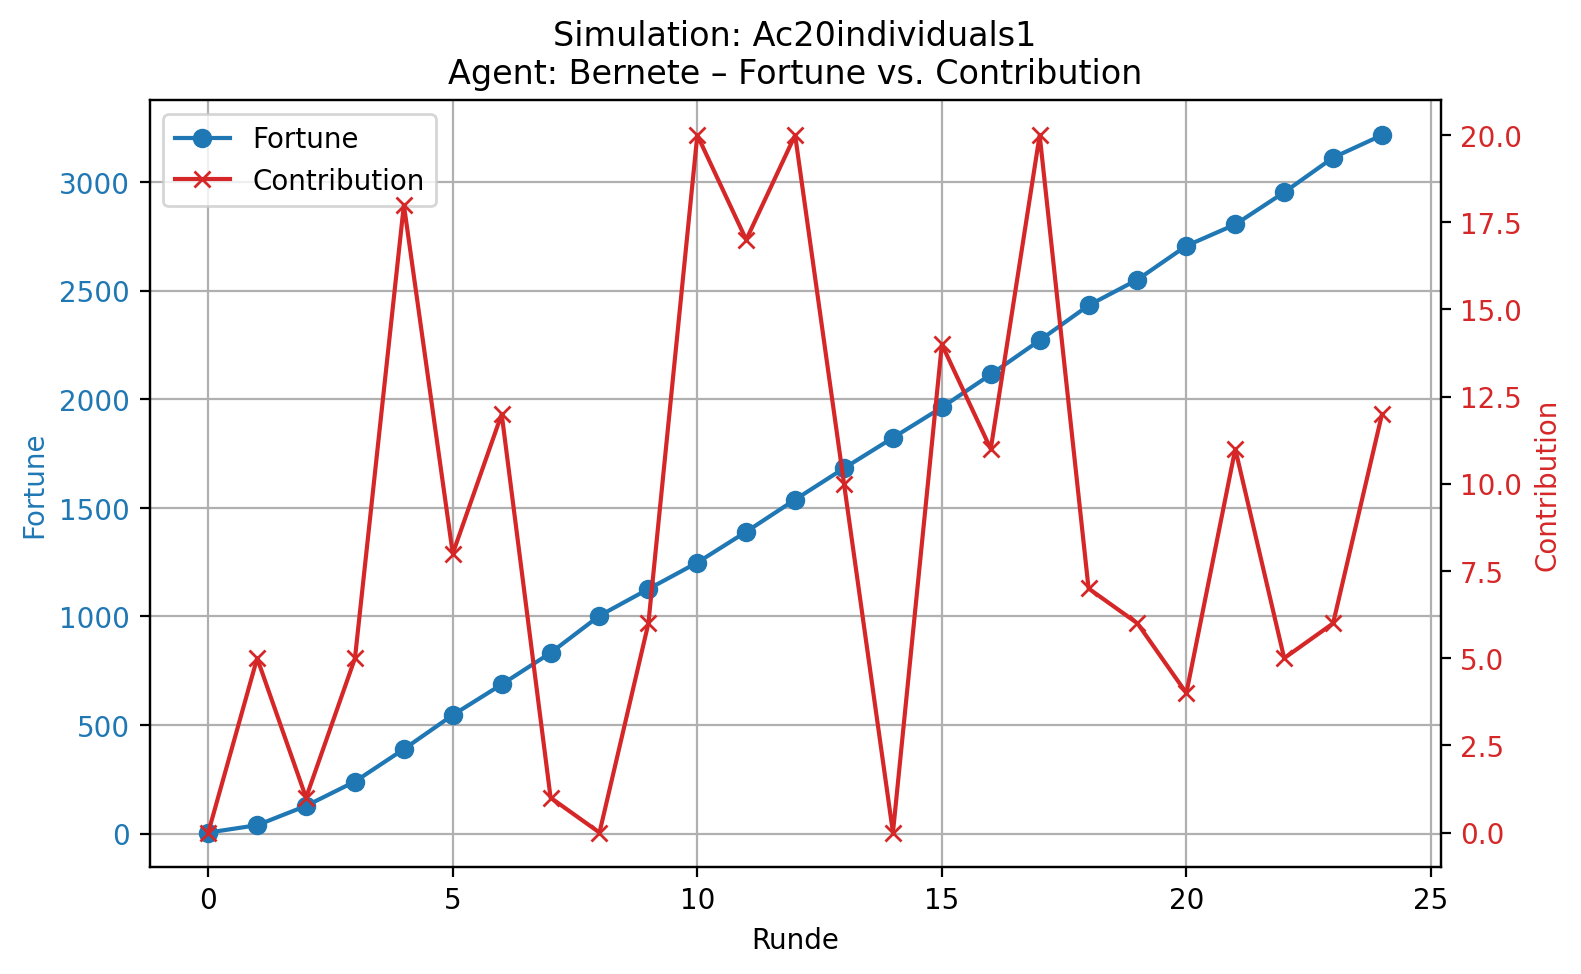 Simulation: Ac20individuals1
Agent: Bernete – Fortune vs. Contribution
Fortune
Contribution
3000
2500
2000
1500
1000
500
0
Fortune
20.0
17.5
15.0
12.5
10.0
7.5
5.0
2.5
0.0
Contribution
0 5 10 15 20 25
Runde